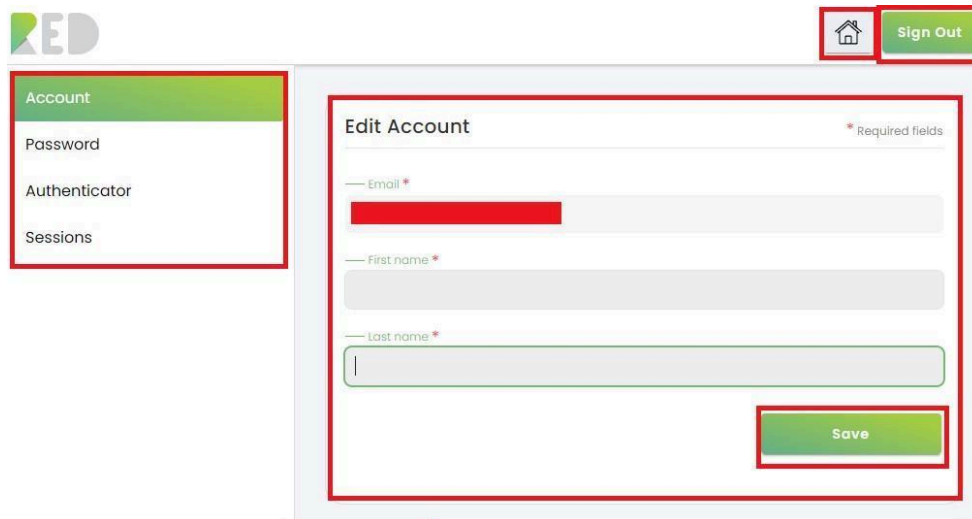 RED
Sign Out
Account
Password
Authenticator
Sessions
Edit Account
* Required fields
Email *
First name *
Last name *
Save